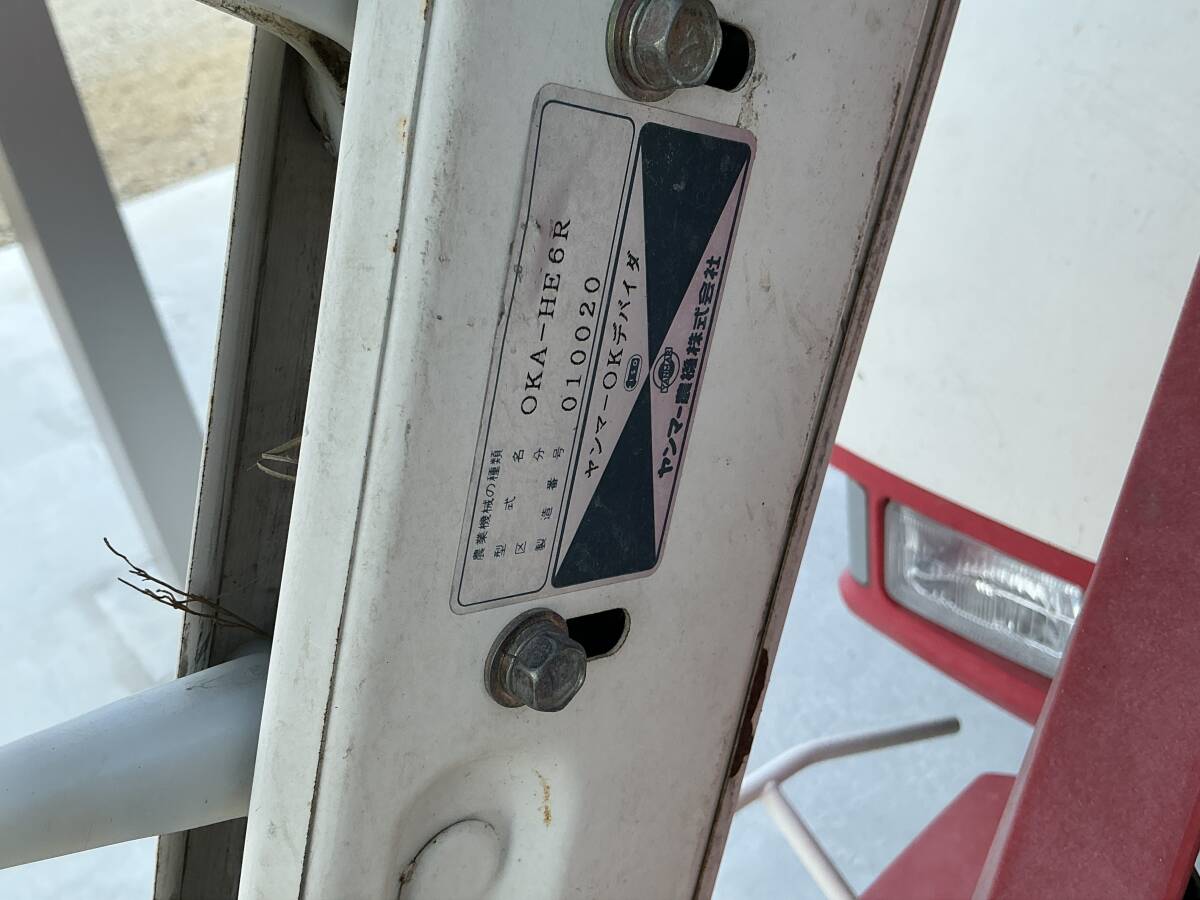 農業機械の種類
型式名 OKA-HE6R
区分
製造番号 010020
ヤンマーOKデバイダ
YANMAR
ヤンマー農機株式会社